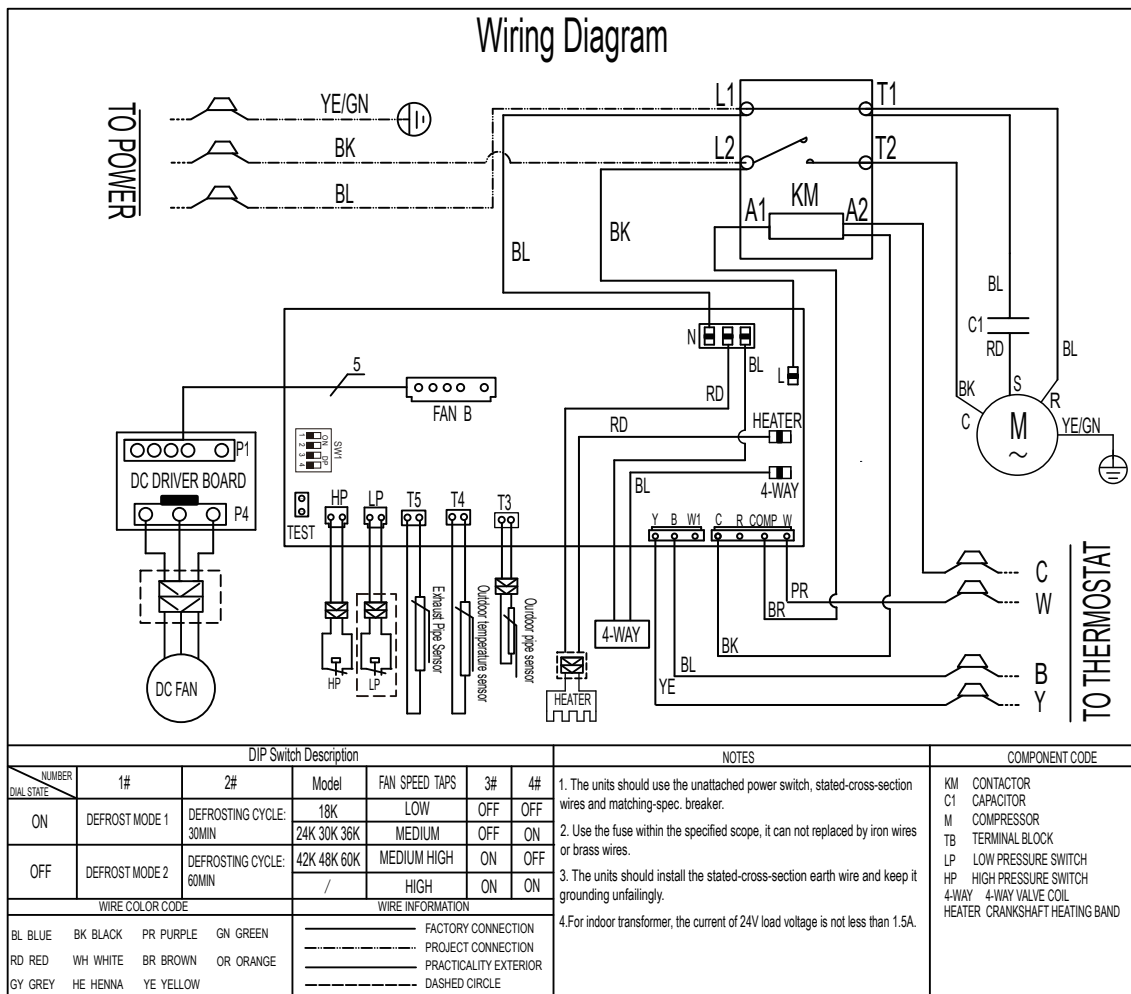 Wiring Diagram
TO POWER
YE/GN
BK
BL
L1
T1
L2
T2
KM
A1
A2
BL
BK
BL
C1
RD
BL
BK
S
C
R
M
~
YE/GN
N
BL
L
RD
RD
HEATER
BL
4-WAY
5
FAN B
P1
DC DRIVER BOARD
P4
DC FAN
ON DP
1 2 3 4
SW1
TEST
HP
LP
T5
T4
T3
Y B W1
C R COMP W
HP
LP
Exhaust Pipe Sensor
Outdoor temperature sensor
Ourdoor pipe sensor
HEATER
4-WAY
YE
BL
BK
BR
PR
C
W
B
Y
TO THERMOSTAT
DIP Switch Description
NUMBER
DIAL STATE
1#
2#
Model
FAN SPEED TAPS
3#
4#
ON
DEFROST MODE 1
DEFROSTING CYCLE:
30MIN
18K
LOW
OFF
OFF
24K 30K 36K
MEDIUM
OFF
ON
OFF
DEFROST MODE 2
DEFROSTING CYCLE:
60MIN
42K 48K 60K
MEDIUM HIGH
ON
OFF
/
HIGH
ON
ON
WIRE COLOR CODE
BL BLUE BK BLACK PR PURPLE GN GREEN
RD RED WH WHITE BR BROWN OR ORANGE
GY GREY HE HENNA YE YELLOW
WIRE INFORMATION
FACTORY CONNECTION
PROJECT CONNECTION
PRACTICALITY EXTERIOR
DASHED CIRCLE
NOTES
1. The units should use the unattached power switch, stated-cross-section
wires and matching-spec. breaker.
2. Use the fuse within the specified scope, it can not replaced by iron wires
or brass wires.
3. The units should install the stated-cross-section earth wire and keep it
grounding unfailingly.
4.For indoor transformer, the current of 24V load voltage is not less than 1.5A.
COMPONENT CODE
KM CONTACTOR
C1 CAPACITOR
M COMPRESSOR
TB TERMINAL BLOCK
LP LOW PRESSURE SWITCH
HP HIGH PRESSURE SWITCH
4-WAY 4-WAY VALVE COIL
HEATER CRANKSHAFT HEATING BAND